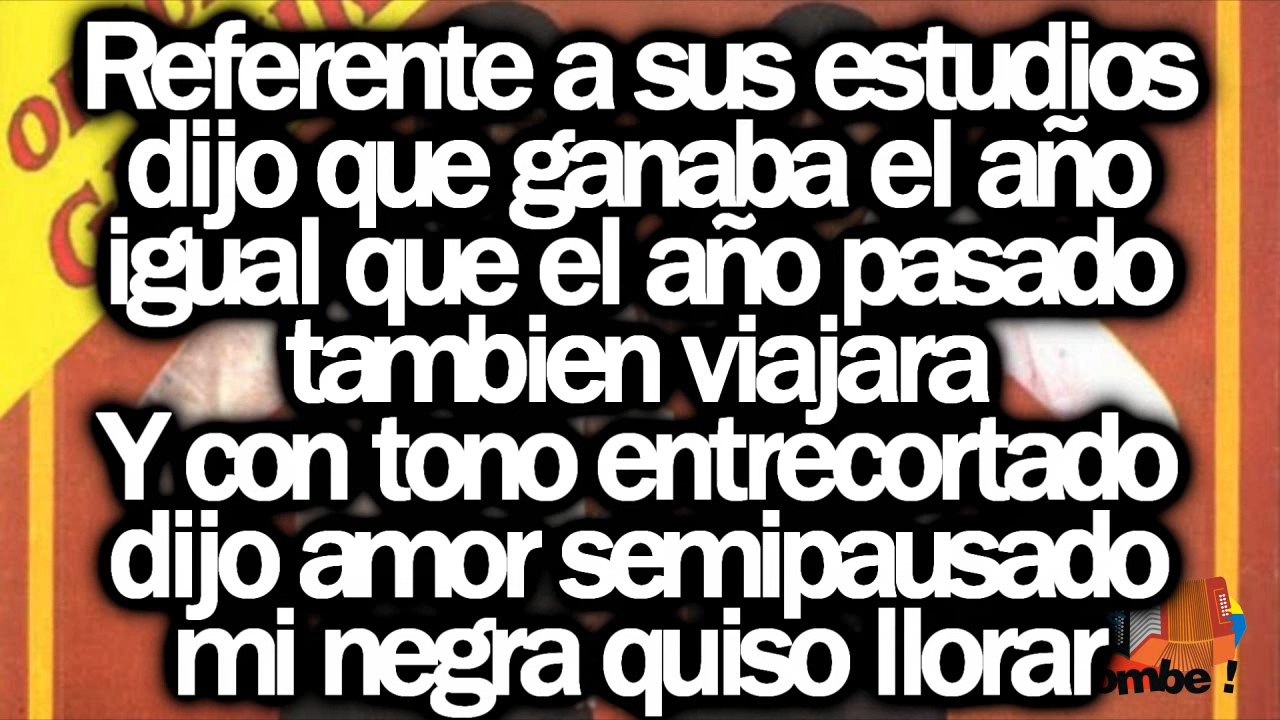 Referente a sus estudios
dijo que ganaba el año
igual que el año pasado
tambien viajara
Y con tono entrecortado
dijo amor semipausado
mi negra quiso llorar
ombe !